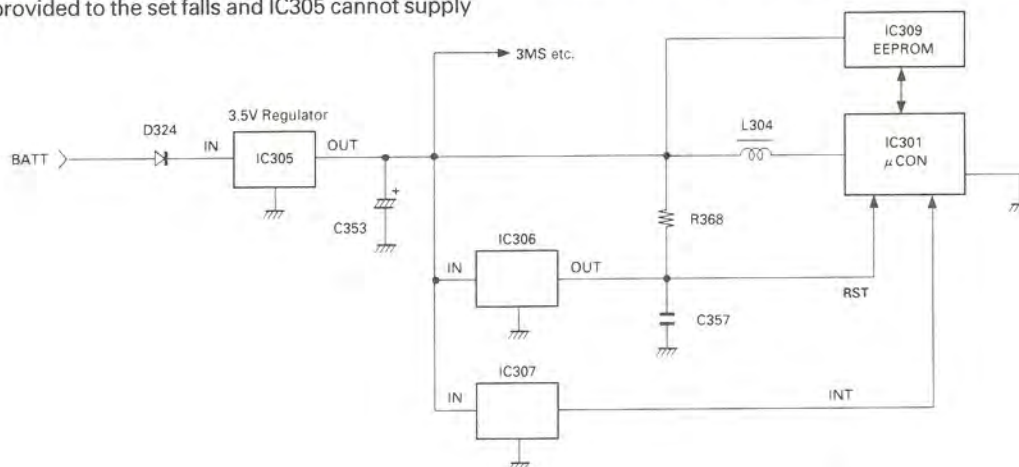 provided to the set falls and IC305 cannot supply
3MS etc.
IC309
EEPROM
3.5V Regulator
D324
BATT
IN
IC305
OUT
L304
IC301
μCON
+
C353
R368
IC306
IN
OUT
RST
C357
IC307
IN
INT